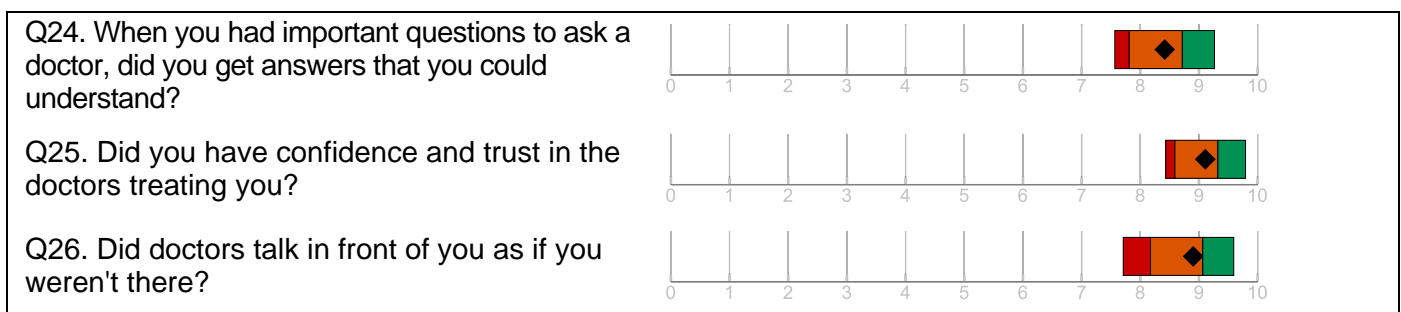 Q24. When you had important questions to ask a
doctor, did you get answers that you could
understand?
0 1 2 3 4 5 6 7 8 9 10
Q25. Did you have confidence and trust in the
doctors treating you?
0 1 2 3 4 5 6 7 8 9 10
Q26. Did doctors talk in front of you as if you
weren't there?
0 1 2 3 4 5 6 7 8 9 10